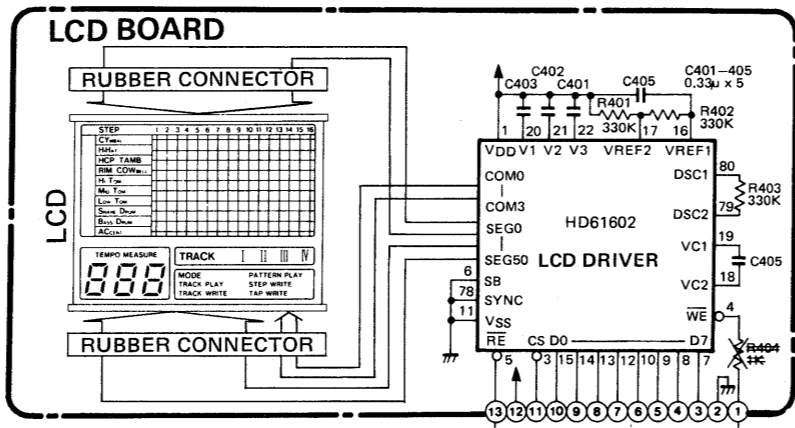 LCD BOARD
RUBBER CONNECTOR
C402
C403 C401 C405 C401-405
0.33μ x 5
R401
330K
R402
330K
1 20 21 22 17 16
VDD V1 V2 V3 VREF2 VREF1
STEP 1 2 3 4 5 6 7 8 9 10 11 12 13 14 15 16
CYMBAL
HiHAT
HCP TAMB
RIM COWBELL
Hi TOM
MID TOM
LOW TOM
SNARE DRUM
BASS DRUM
ACCENT
LCD
COM0
COM3
SEG0
SEG50
HD61602
LCD DRIVER
DSC1 80
R403
330K
DSC2 79
VC1 19
C405
VC2 18
TEMPO MEASURE
888
TRACK I II III IV
MODE PATTERN PLAY
TRACK PLAY STEP WRITE
TRACK WRITE TAP WRITE
6 SB
78 SYNC
11 VSS
WE 4
R404
1K
RE CS D0 D7
5 3 15 14 13 12 10 9 8 7
RUBBER CONNECTOR
13 12 11 10 9 8 7 6 5 4 3 2 1